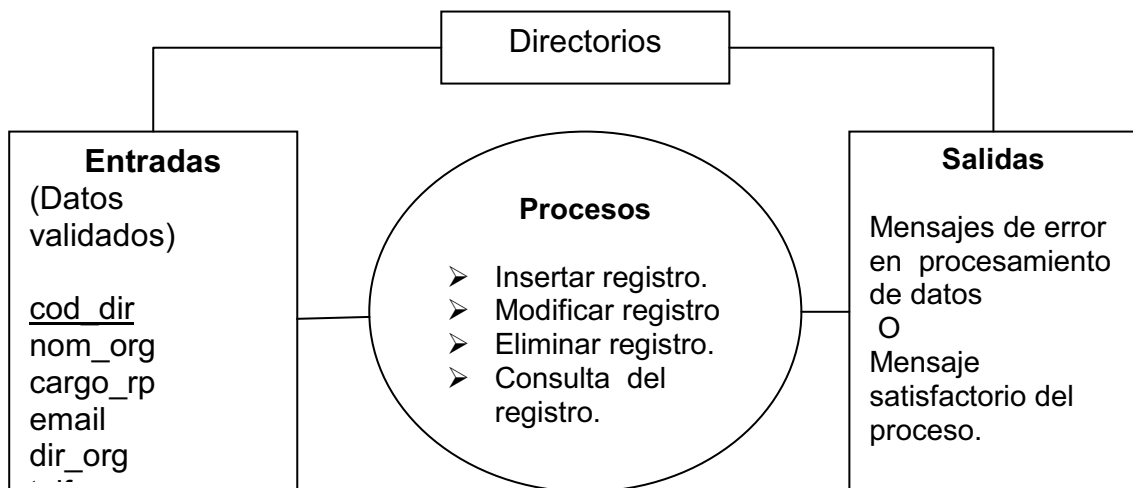 Directorios
Entradas
(Datos
validados)
cod_dir
nom_org
cargo_rp
email
dir_org
Procesos
➢ Insertar registro.
➢ Modificar registro
➢ Eliminar registro.
➢ Consulta del
registro.
Salidas
Mensajes de error
en procesamiento
de datos
O
Mensaje
satisfactorio del
proceso.